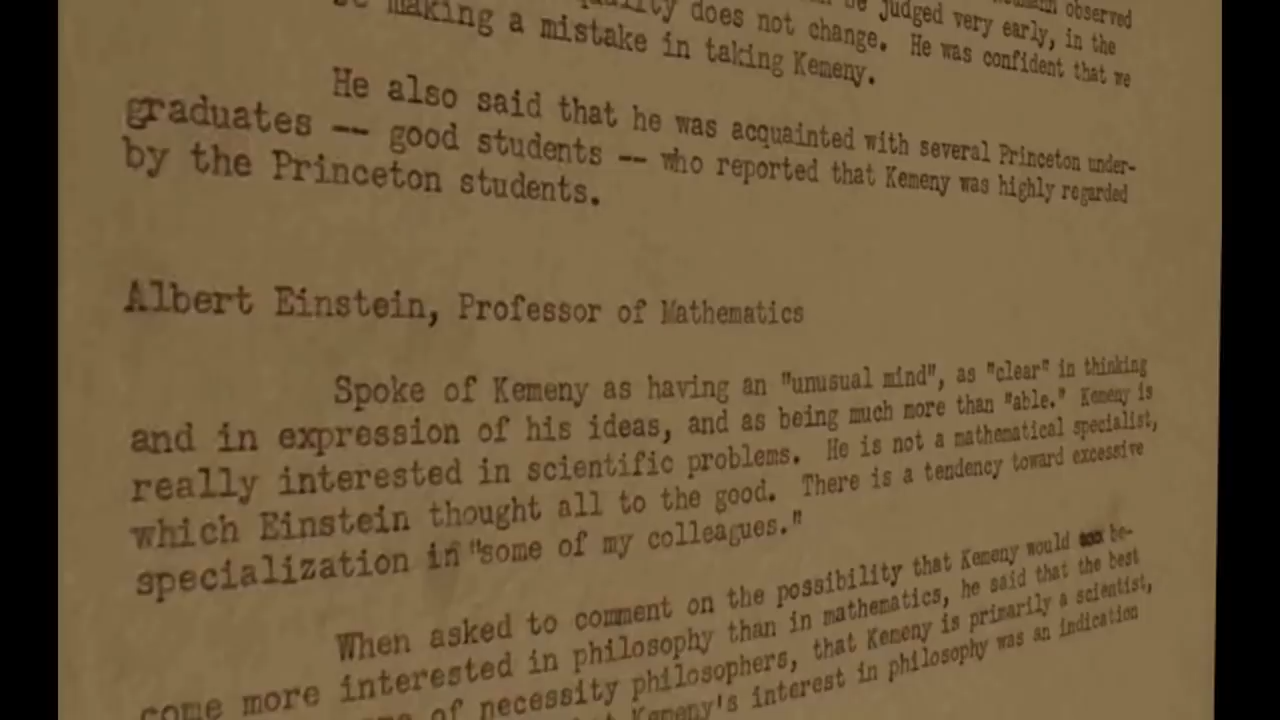 observed
be judged very early, in the
quality does not change. He was confident that we
making a mistake in taking Kemeny.
He also said that he was acquainted with several Princeton under-
graduates -- good students -- who reported that Kemeny was highly regarded
by the Princeton students.
Albert Einstein, Professor of Mathematics
Spoke of Kemeny as having an "unusual mind", as "clear" in thinking
and in expression of his ideas, and as being much more than "able." Kemeny is
really interested in scientific problems. He is not a mathematical specialist,
which Einstein thought all to the good. There is a tendency toward excessive
specialization in "some of my colleagues."
When asked to comment on the possibility that Kemeny would be-
come more interested in philosophy than in mathematics, he said that the best
of necessity philosophers, that Kemeny is primarily a scientist,
Kemeny's interest in philosophy was an indication